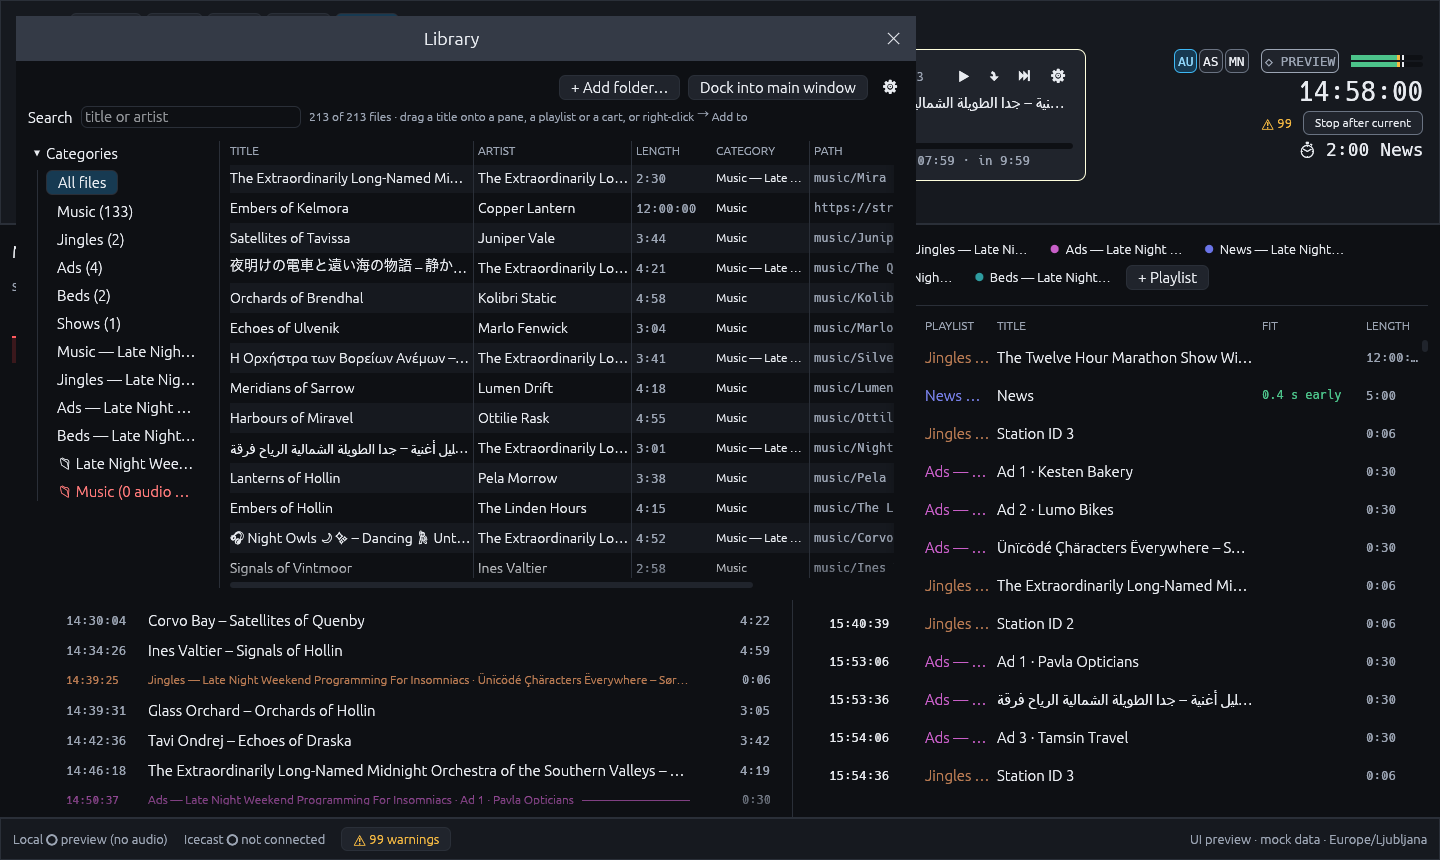 Library
+ Add folder…
Dock into main window
Search
title or artist
213 of 213 files · drag a title onto a pane, a playlist or a cart, or right-click → Add to
Categories
All files
Music (133)
Jingles (2)
Ads (4)
Beds (2)
Shows (1)
Music — Late Nigh…
Jingles — Late Nig…
Ads — Late Night …
Beds — Late Night…
Late Night Wee…
Music (0 audio …
TITLE ARTIST LENGTH CATEGORY PATH
The Extraordinarily Long-Named Mi… The Extraordinarily Lo… 2:30 Music — Late … music/Mira
Embers of Kelmora Copper Lantern 12:00:00 Music https://str
Satellites of Tavissa Juniper Vale 3:44 Music music/Junip
夜明けの電車と遠い海の物語 – 静か… The Extraordinarily Lo… 4:21 Music — Late … music/The Q
Orchards of Brendhal Kolibri Static 4:58 Music music/Kolib
Echoes of Ulvenik Marlo Fenwick 3:04 Music music/Marlo
Η Ορχήστρα των Βορείων Ανέμων –… The Extraordinarily Lo… 3:41 Music — Late … music/Silve
Meridians of Sarrow Lumen Drift 4:18 Music music/Lumen
Harbours of Miravel Ottilie Rask 4:55 Music music/Ottil
…ليل أغنية – جدا الطويلة الشمالية الرياح فرقة The Extraordinarily Lo… 3:01 Music — Late … music/Night
Lanterns of Hollin Pela Morrow 3:38 Music music/Pela
Embers of Hollin The Linden Hours 4:15 Music music/The L
🎧 Night Owls 🌙✨ – Dancing 💃 Unt… The Extraordinarily Lo… 4:52 Music — Late … music/Corvo
Signals of Vintmoor Ines Valtier 2:58 Music music/Ines
3
…نية – جدا الطويلة الشمالي
07:59 · in 9:59
AU AS MN ◇ PREVIEW
14:58:00
⚠ 99 Stop after current
2:00 News
Jingles — Late Ni… Ads — Late Night … News — Late Night…
Nigh… Beds — Late Night… + Playlist
PLAYLIST TITLE FIT LENGTH
Jingles … The Twelve Hour Marathon Show Wi… 12:00:…
News … News 0.4 s early 5:00
Jingles … Station ID 3 0:06
Ads — … Ad 1 · Kesten Bakery 0:30
Ads — … Ad 2 · Lumo Bikes 0:30
Ads — … Ünïcödé Çhäracters Ëverywhere – S… 0:30
Jingles … The Extraordinarily Long-Named Mi… 0:06
15:40:39 Jingles … Station ID 2 0:06
15:53:06 Ads — … Ad 1 · Pavla Opticians 0:30
15:53:36 Ads — … …ليل أغنية – جدا الطويلة الشمالية الرياح فرقة 0:30
15:54:06 Ads — … Ad 3 · Tamsin Travel 0:30
15:54:36 Jingles … Station ID 3 0:06
14:30:04 Corvo Bay – Satellites of Quenby 4:22
14:34:26 Ines Valtier – Signals of Hollin 4:59
14:39:25 Jingles — Late Night Weekend Programming For Insomniacs · Ünïcödé Çhäracters Ëverywhere – Sør… 0:06
14:39:31 Glass Orchard – Orchards of Hollin 3:05
14:42:36 Tavi Ondrej – Echoes of Draska 3:42
14:46:18 The Extraordinarily Long-Named Midnight Orchestra of the Southern Valleys – … 4:19
14:50:37 Ads — Late Night Weekend Programming For Insomniacs · Ad 1 · Pavla Opticians 0:30
Local preview (no audio) Icecast not connected ⚠ 99 warnings
UI preview · mock data · Europe/Ljubljana